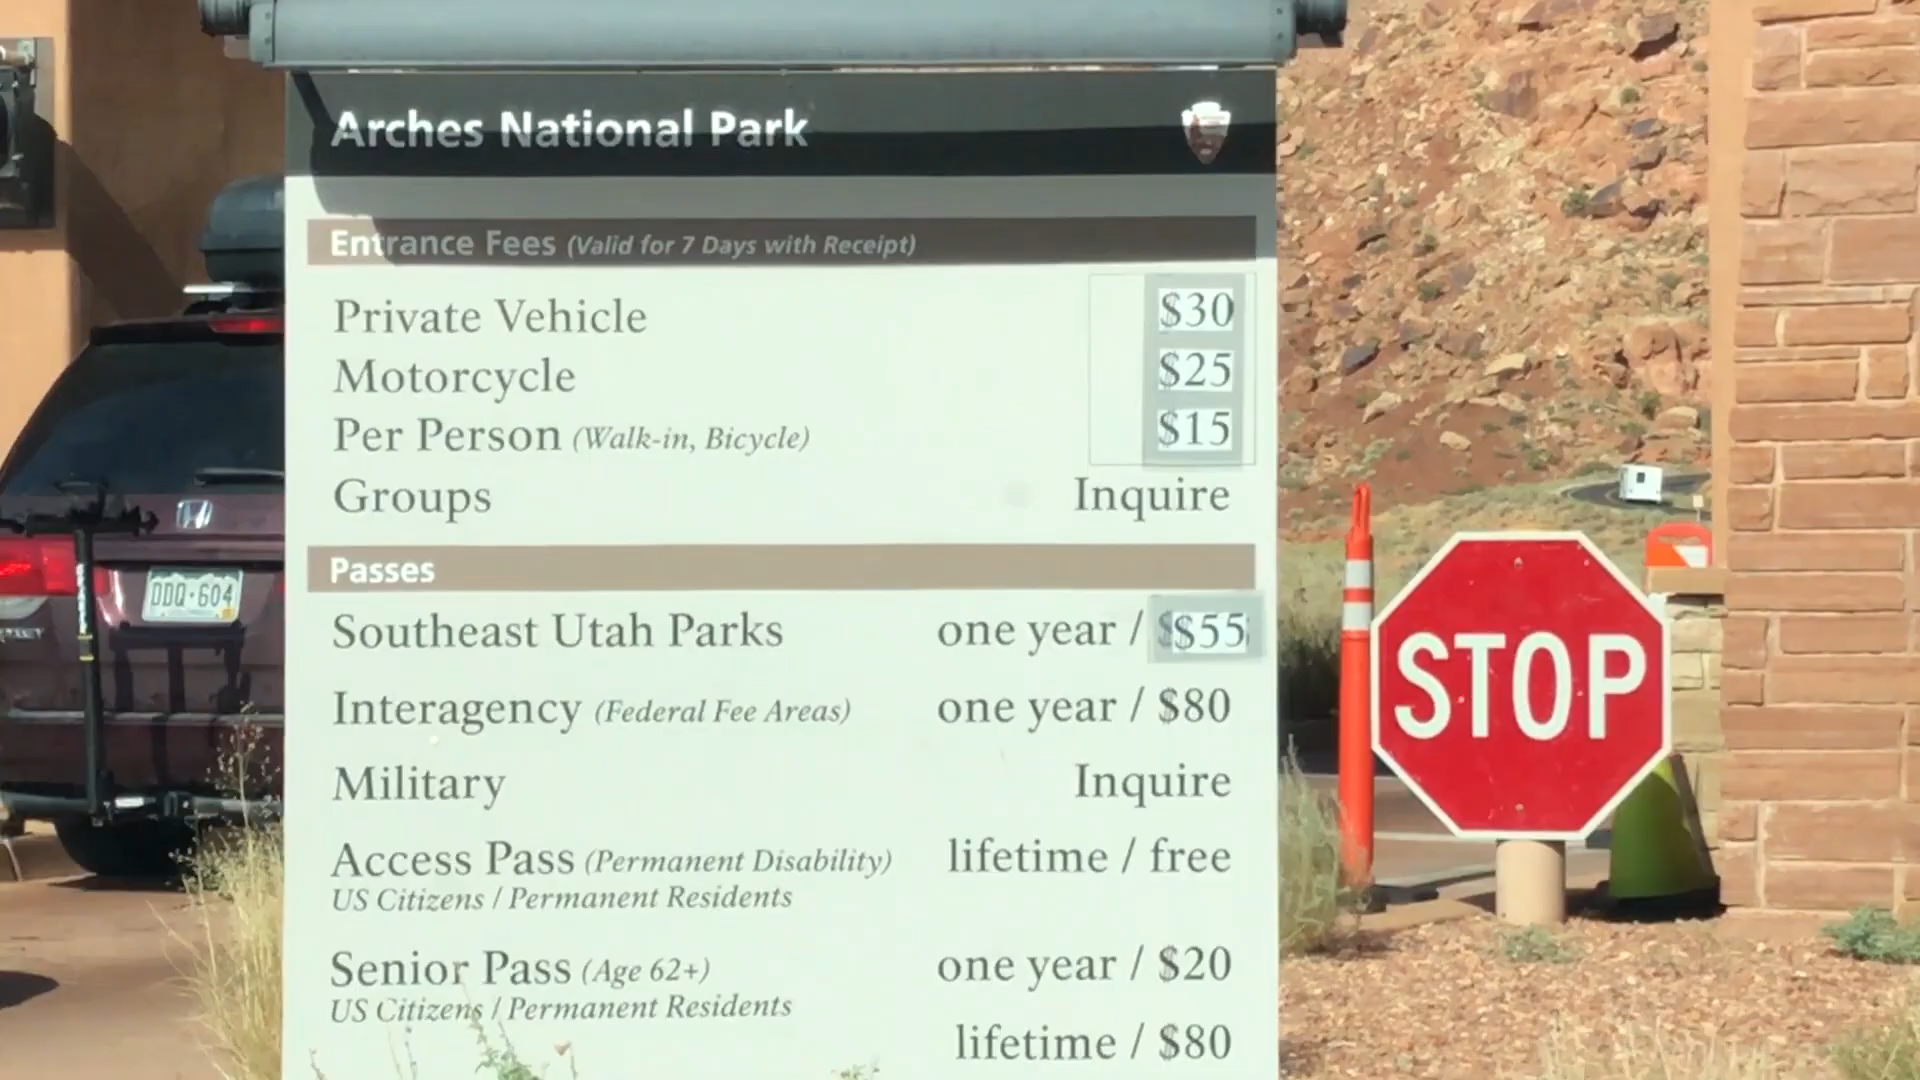 Arches National Park
Entrance Fees (Valid for 7 Days with Receipt)
Private Vehicle $30
Motorcycle $25
Per Person (Walk-in, Bicycle) $15
Groups Inquire
Passes
Southeast Utah Parks one year / $55
Interagency (Federal Fee Areas) one year / $80
Military Inquire
Access Pass (Permanent Disability) lifetime / free
US Citizens / Permanent Residents
Senior Pass (Age 62+) one year / $20
US Citizens / Permanent Residents
lifetime / $80
STOP
DDQ·604